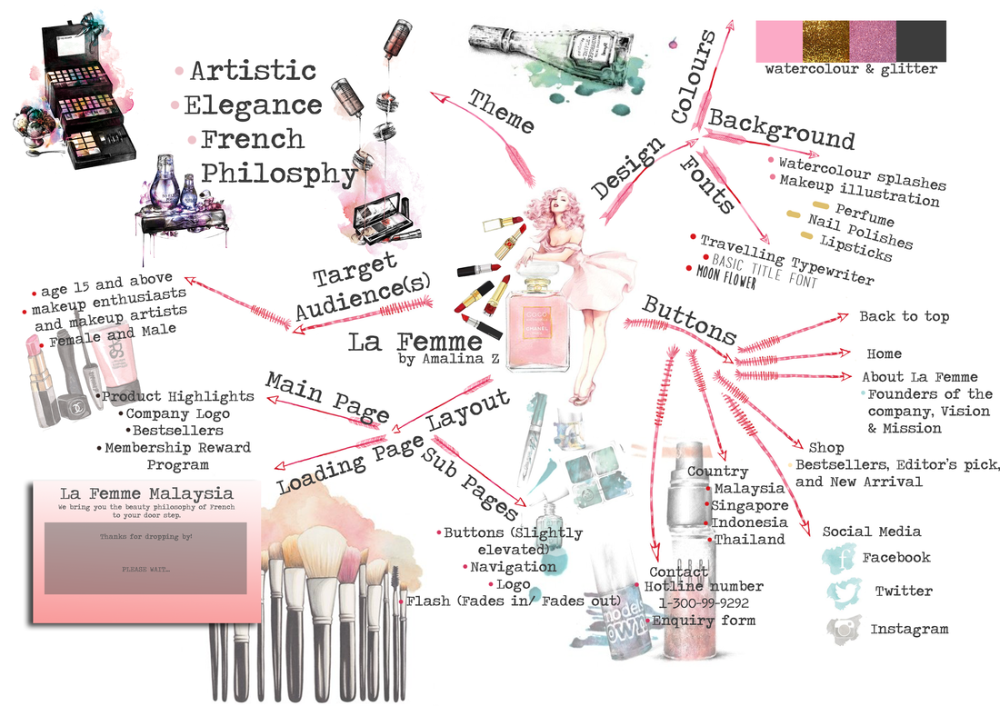 Artistic
Elegance
French
Philosphy
Theme
Design
Colours
watercolour & glitter
Background
Watercolour splashes
Makeup illustration
Perfume
Nail Polishes
Lipsticks
Fonts
Travelling Typewriter
BASIC TITLE FONT
MOON FLOWER
Target
Audience(s)
age 15 and above
makeup enthusiasts
and makeup artists
Female and Male
La Femme
by Amalina Z
COCO
CHANEL
Buttons
Back to top
Home
About La Femme
Founders of the
company, Vision
& Mission
Shop
Bestsellers, Editor's pick,
and New Arrival
Social Media
Facebook
Twitter
Instagram
Country
Malaysia
Singapore
Indonesia
Thailand
Contact
Hotline number
1-300-99-9292
Enquiry form
Layout
Main Page
Product Highlights
Company Logo
Bestsellers
Membership Reward
Program
Loading Page
La Femme Malaysia
We bring you the beauty philosophy of French
to your door step.
Thanks for dropping by!
PLEASE WAIT...
Sub Pages
Buttons (Slightly
elevated)
Navigation
Logo
Flash (Fades in/ Fades out)
models
own